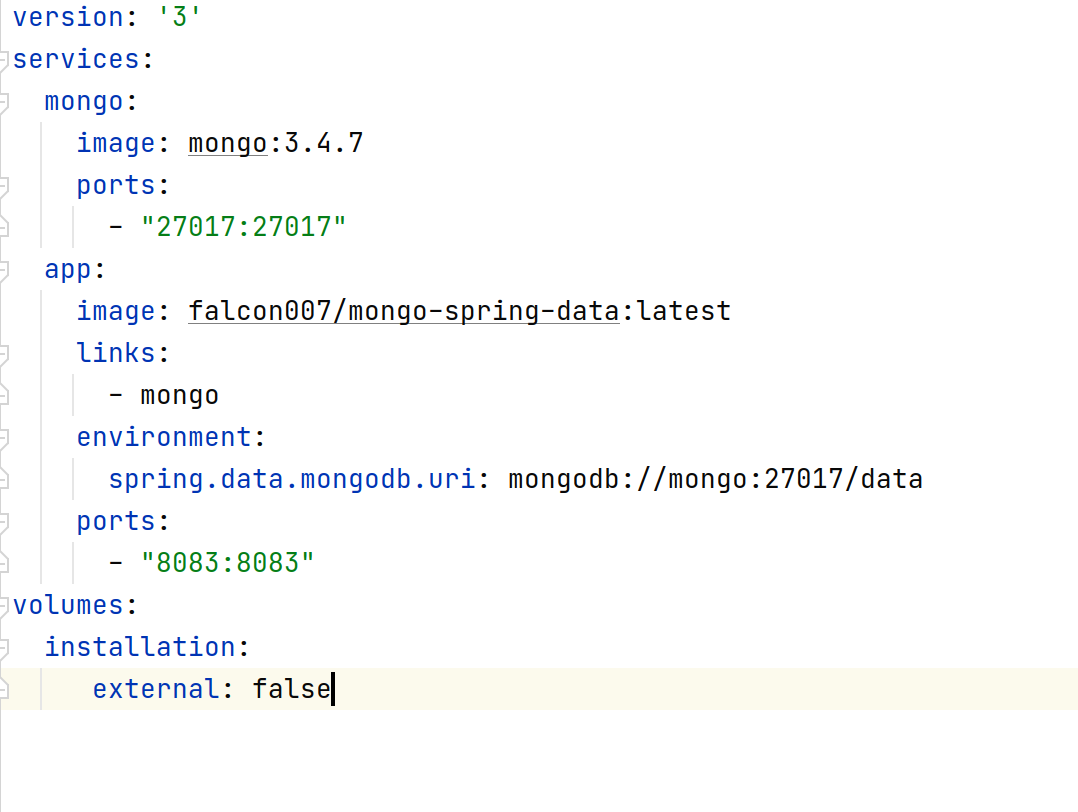 version: '3'
services:
  mongo:
    image: mongo:3.4.7
    ports:
      - "27017:27017"
  app:
    image: falcon007/mongo-spring-data:latest
    links:
      - mongo
    environment:
      spring.data.mongodb.uri: mongodb://mongo:27017/data
    ports:
      - "8083:8083"
volumes:
  installation:
     external: false